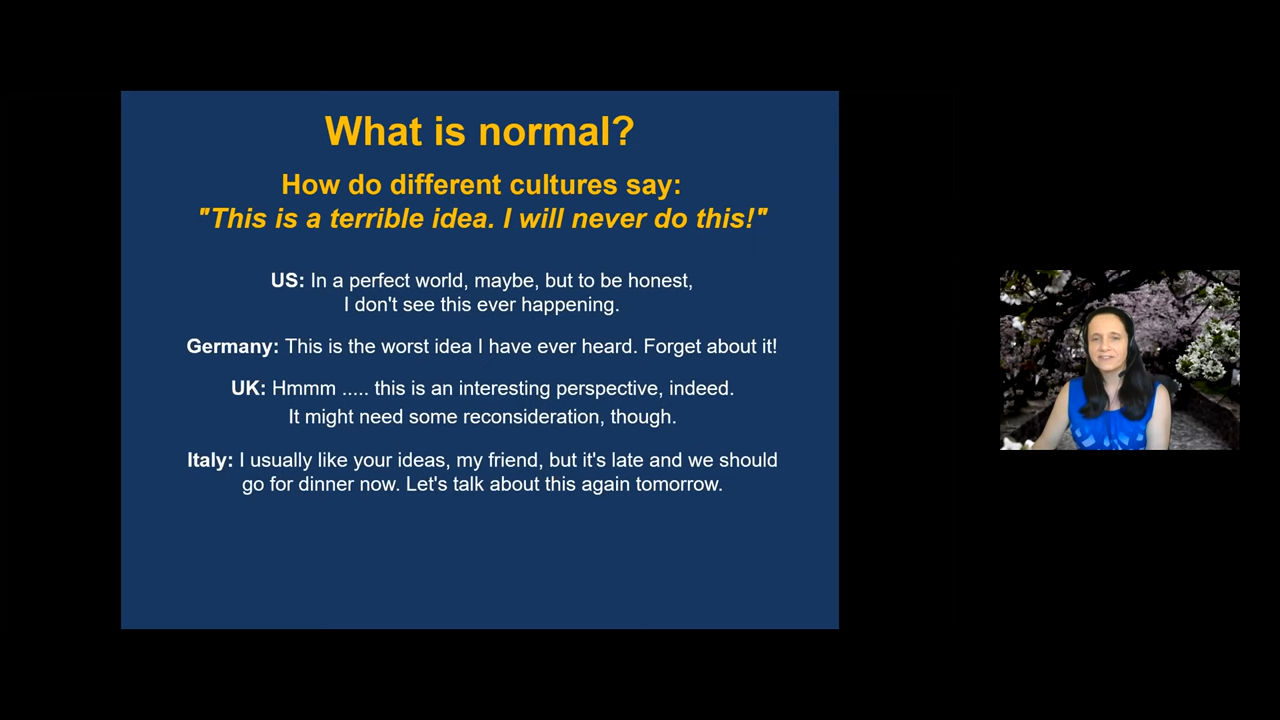 What is normal?
How do different cultures say:
"This is a terrible idea. I will never do this!"
US: In a perfect world, maybe, but to be honest,
I don't see this ever happening.
Germany: This is the worst idea I have ever heard. Forget about it!
UK: Hmmm ..... this is an interesting perspective, indeed.
It might need some reconsideration, though.
Italy: I usually like your ideas, my friend, but it's late and we should
go for dinner now. Let's talk about this again tomorrow.